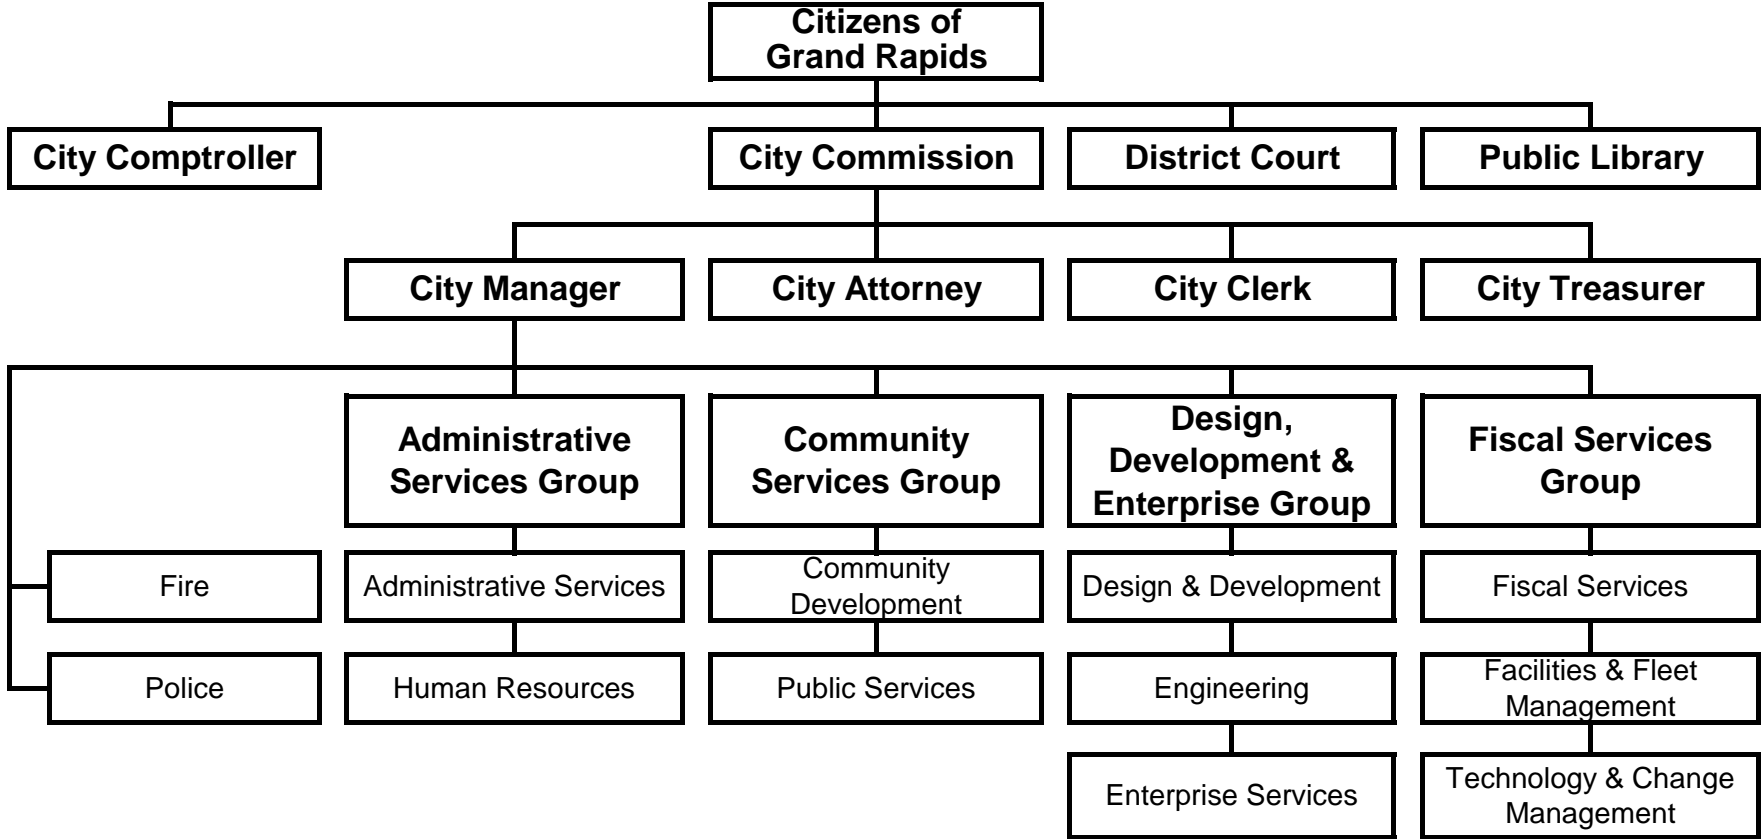 Citizens of
Grand Rapids
City Comptroller
City Commission
District Court
Public Library
City Manager
City Attorney
City Clerk
City Treasurer
Administrative
Services Group
Community
Services Group
Design,
Development &
Enterprise Group
Fiscal Services
Group
Fire
Administrative Services
Community
Development
Design & Development
Fiscal Services
Police
Human Resources
Public Services
Engineering
Facilities & Fleet
Management
Enterprise Services
Technology & Change
Management